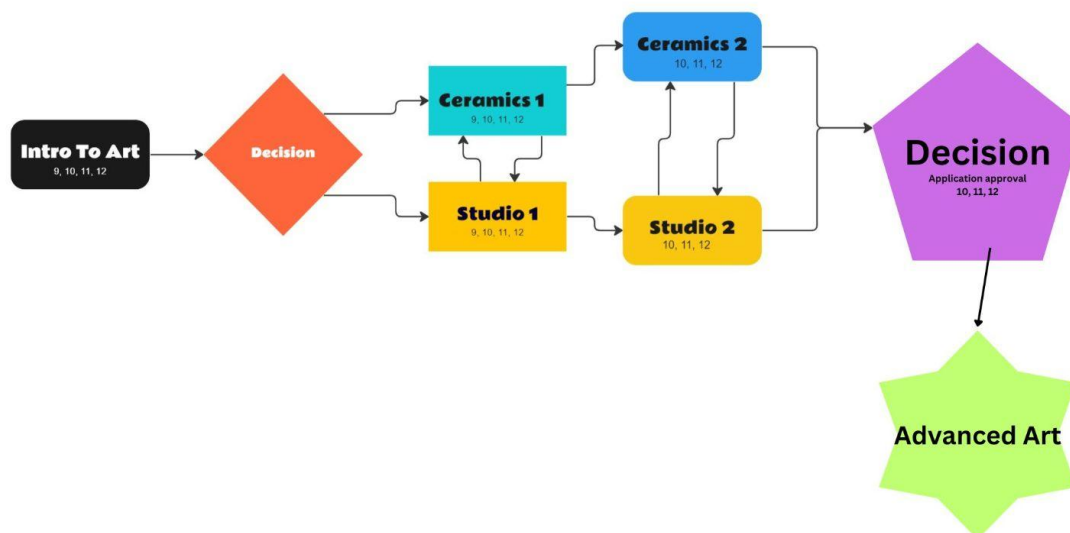 Intro To Art
9, 10, 11, 12
Decision
Ceramics 1
9, 10, 11, 12
Studio 1
9, 10, 11, 12
Ceramics 2
10, 11, 12
Studio 2
10, 11, 12
Decision
Application approval
10, 11, 12
Advanced Art